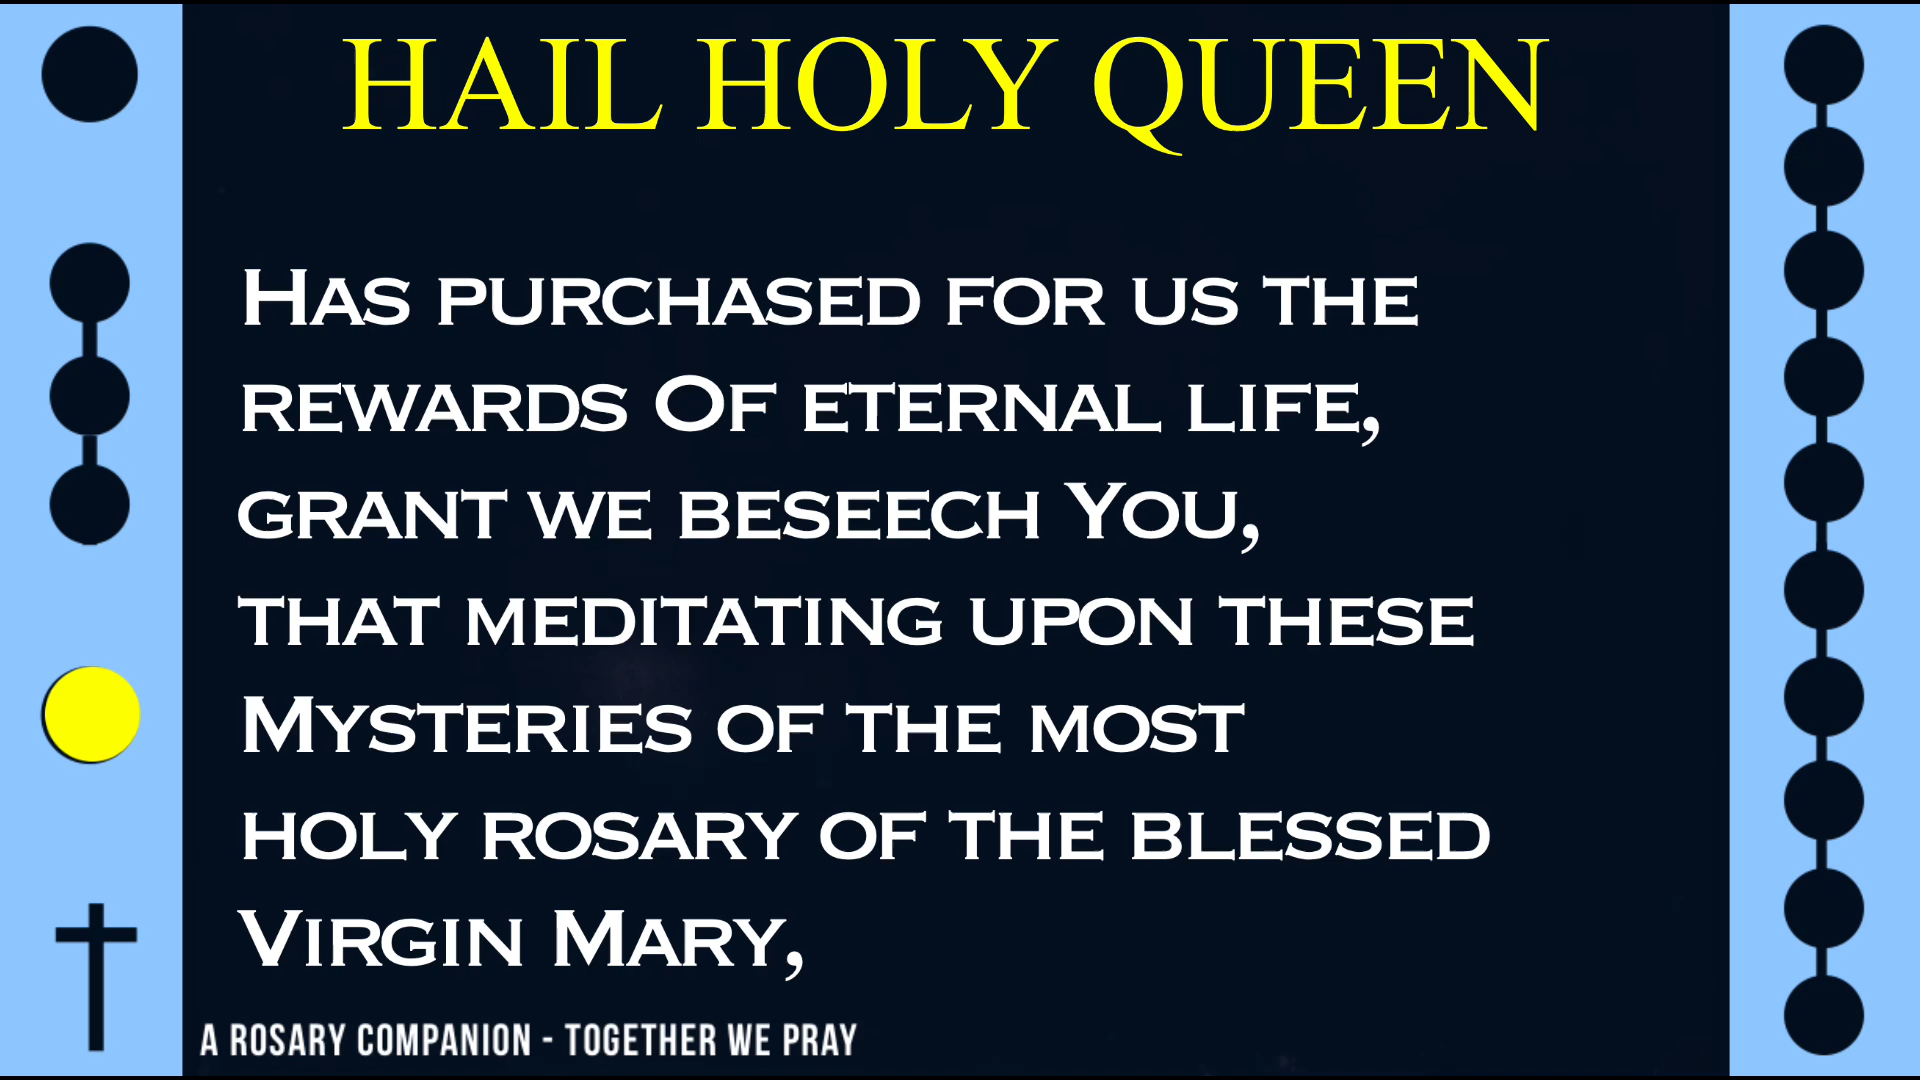 HAIL HOLY QUEEN
Has purchased for us the
rewards Of eternal life,
grant we beseech You,
that meditating upon these
Mysteries of the most
holy rosary of the blessed
Virgin Mary,
A ROSARY COMPANION - TOGETHER WE PRAY